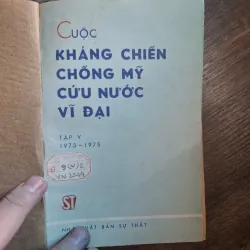 Cuộc
KHÁNG CHIẾN
CHỐNG MỸ
CỨU NƯỚC
VĨ ĐẠI
TẬP V
1973-1975
ST
NHÀ XUẤT BẢN SỰ THẬT